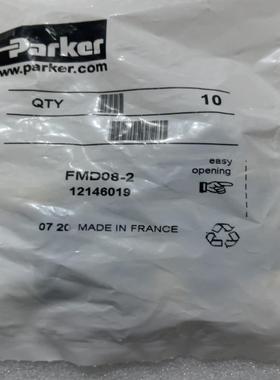 Parker
www.parker.com
QTY 10
easy
opening
FMD08-2
12146019
07 20 MADE IN FRANCE